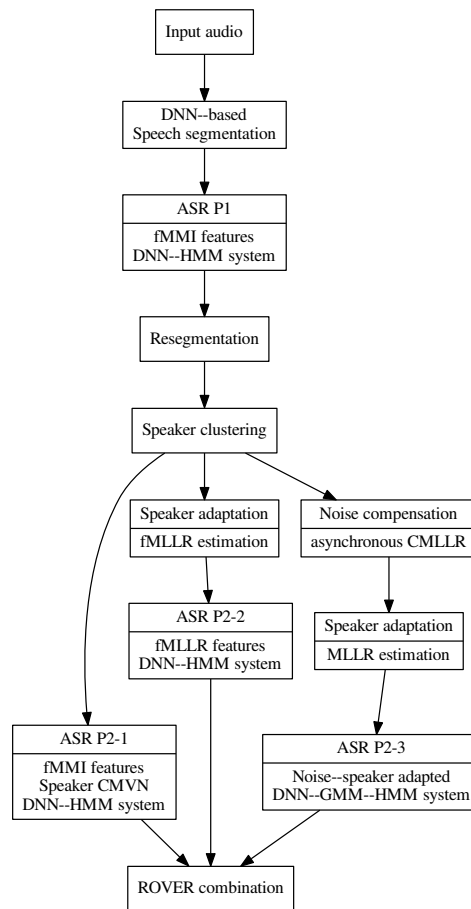 Input audio
DNN--based
Speech segmentation
ASR P1
fMMI features
DNN--HMM system
Resegmentation
Speaker clustering
Speaker adaptation
fMLLR estimation
Noise compensation
asynchronous CMLLR
ASR P2-2
fMLLR features
DNN--HMM system
Speaker adaptation
MLLR estimation
ASR P2-1
fMMI features
Speaker CMVN
DNN--HMM system
ASR P2-3
Noise--speaker adapted
DNN--GMM--HMM system
ROVER combination